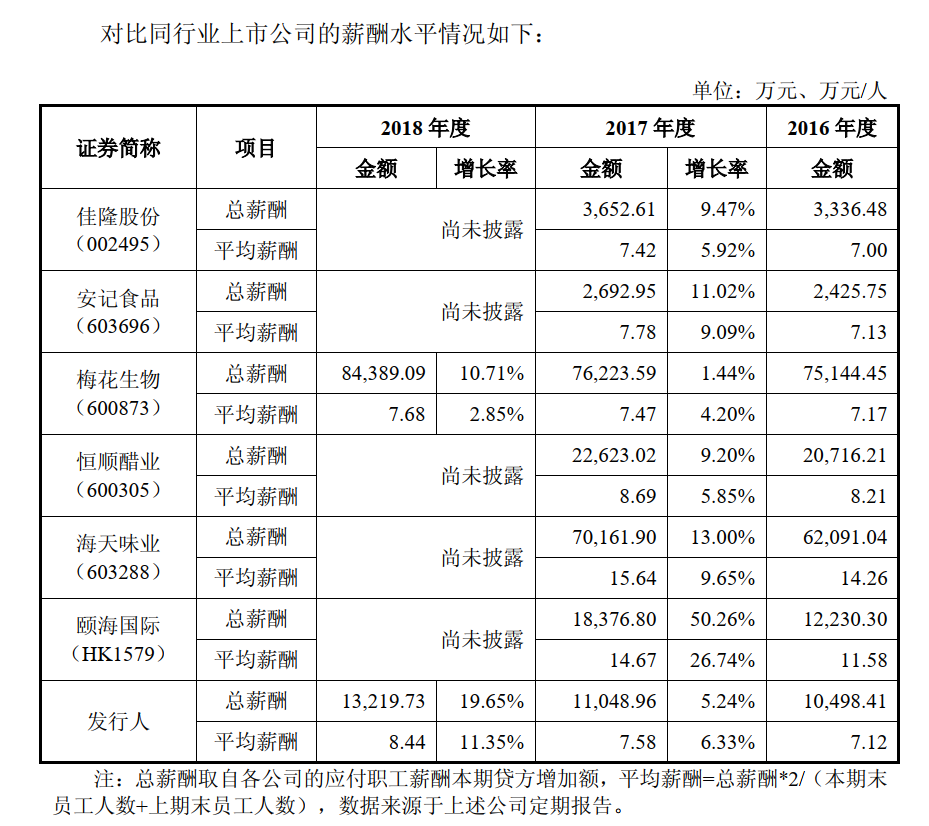 对比同行业上市公司的薪酬水平情况如下：
单位：万元、万元/人
证券简称 项目 2018 年度 2017 年度 2016 年度
金额 增长率 金额 增长率 金额
佳隆股份（002495） 总薪酬 尚未披露 3,652.61 9.47% 3,336.48
平均薪酬 7.42 5.92% 7.00
安记食品（603696） 总薪酬 尚未披露 2,692.95 11.02% 2,425.75
平均薪酬 7.78 9.09% 7.13
梅花生物（600873） 总薪酬 84,389.09 10.71% 76,223.59 1.44% 75,144.45
平均薪酬 7.68 2.85% 7.47 4.20% 7.17
恒顺醋业（600305） 总薪酬 尚未披露 22,623.02 9.20% 20,716.21
平均薪酬 8.69 5.85% 8.21
海天味业（603288） 总薪酬 尚未披露 70,161.90 13.00% 62,091.04
平均薪酬 15.64 9.65% 14.26
颐海国际（HK1579） 总薪酬 尚未披露 18,376.80 50.26% 12,230.30
平均薪酬 14.67 26.74% 11.58
发行人 总薪酬 13,219.73 19.65% 11,048.96 5.24% 10,498.41
平均薪酬 8.44 11.35% 7.58 6.33% 7.12
注：总薪酬取自各公司的应付职工薪酬本期贷方增加额，平均薪酬=总薪酬*2/（本期末
员工人数+上期末员工人数），数据来源于上述公司定期报告。